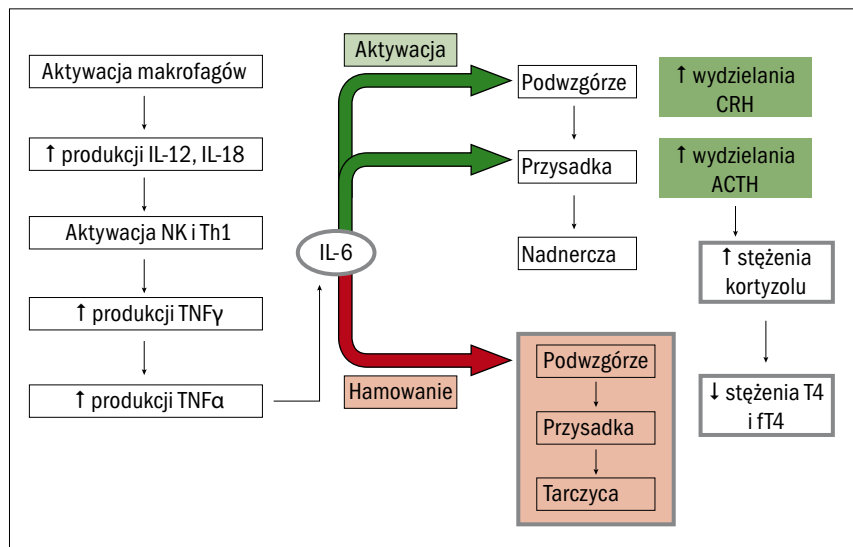 Aktywacja makrofagów
↑ produkcji IL-12, IL-18
Aktywacja NK i Th1
↑ produkcji TNFγ
↑ produkcji TNFα
IL-6
Aktywacja
Podwzgórze
Przysadka
Nadnercza
↑ wydzielania
CRH
↑ wydzielania
ACTH
↑ stężenia
kortyzolu
↓ stężenia T4
i fT4
Hamowanie
Podwzgórze
Przysadka
Tarczyca